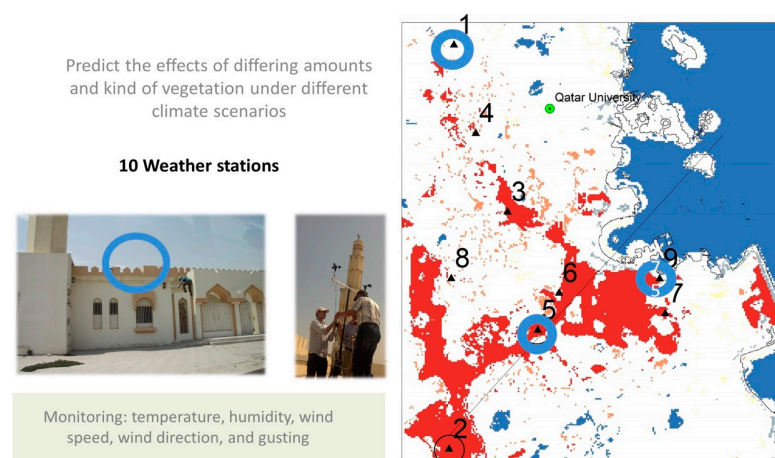 Predict the effects of differing amounts
and kind of vegetation under different
climate scenarios
10 Weather stations
Monitoring: temperature, humidity, wind
speed, wind direction, and gusting
1
Qatar University
4
3
8
9
6
7
5
2